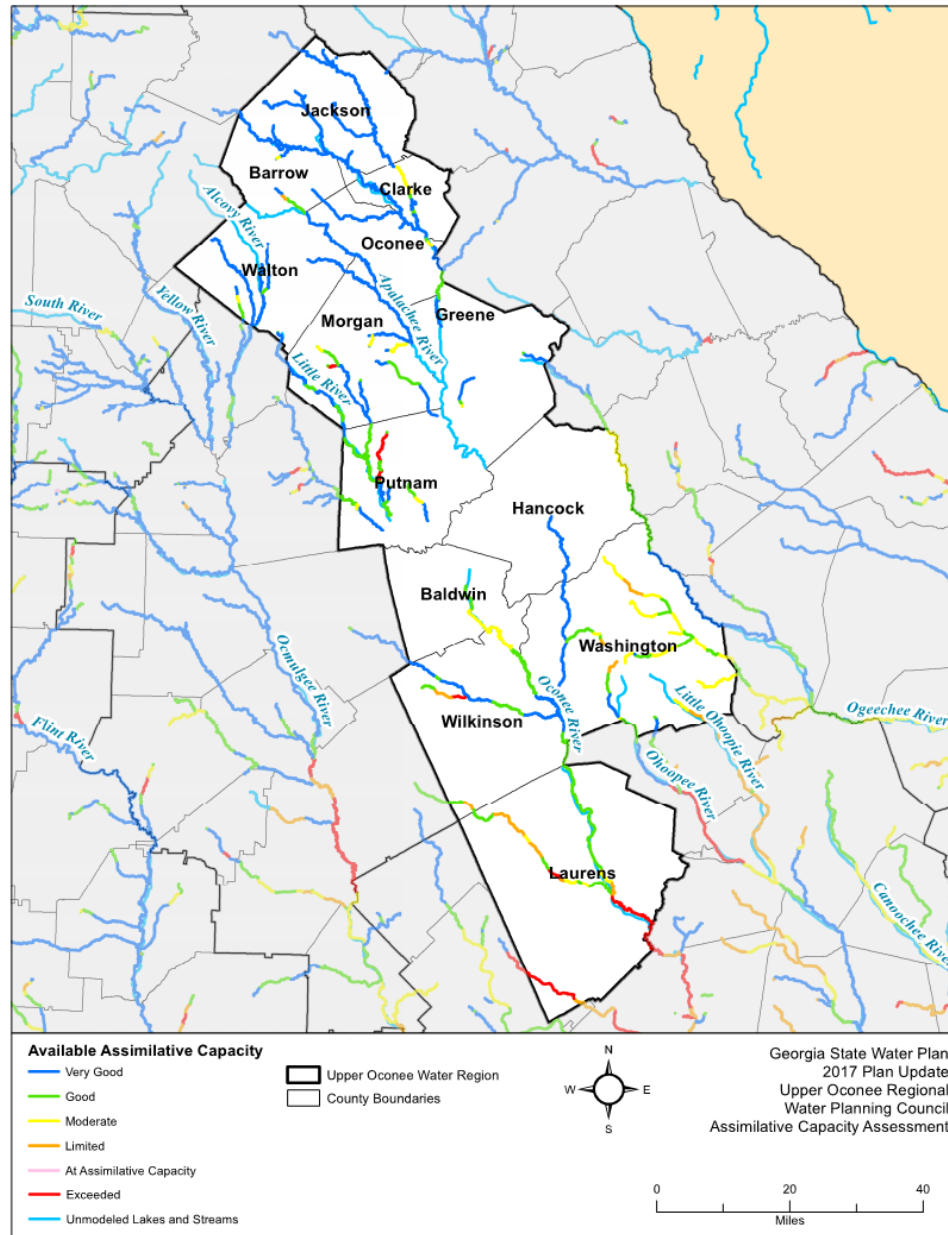 Jackson
Barrow
Clarke
Alcovy River
Oconee
Walton
Apalachee River
South River
Yellow River
Morgan
Greene
Little River
Putnam
Hancock
Baldwin
Washington
Oconee River
Ocmulgee River
Wilkinson
Little Ohoopie River
Ogeechee River
Flint River
Ohoopee River
Laurens
Canoochee River
Available Assimilative Capacity
Very Good
Good
Moderate
Limited
At Assimilative Capacity
Exceeded
Unmodeled Lakes and Streams
Upper Oconee Water Region
County Boundaries
N
W E
S
Georgia State Water Plan
2017 Plan Update
Upper Oconee Regional
Water Planning Council
Assimilative Capacity Assessment
0 20 40
Miles